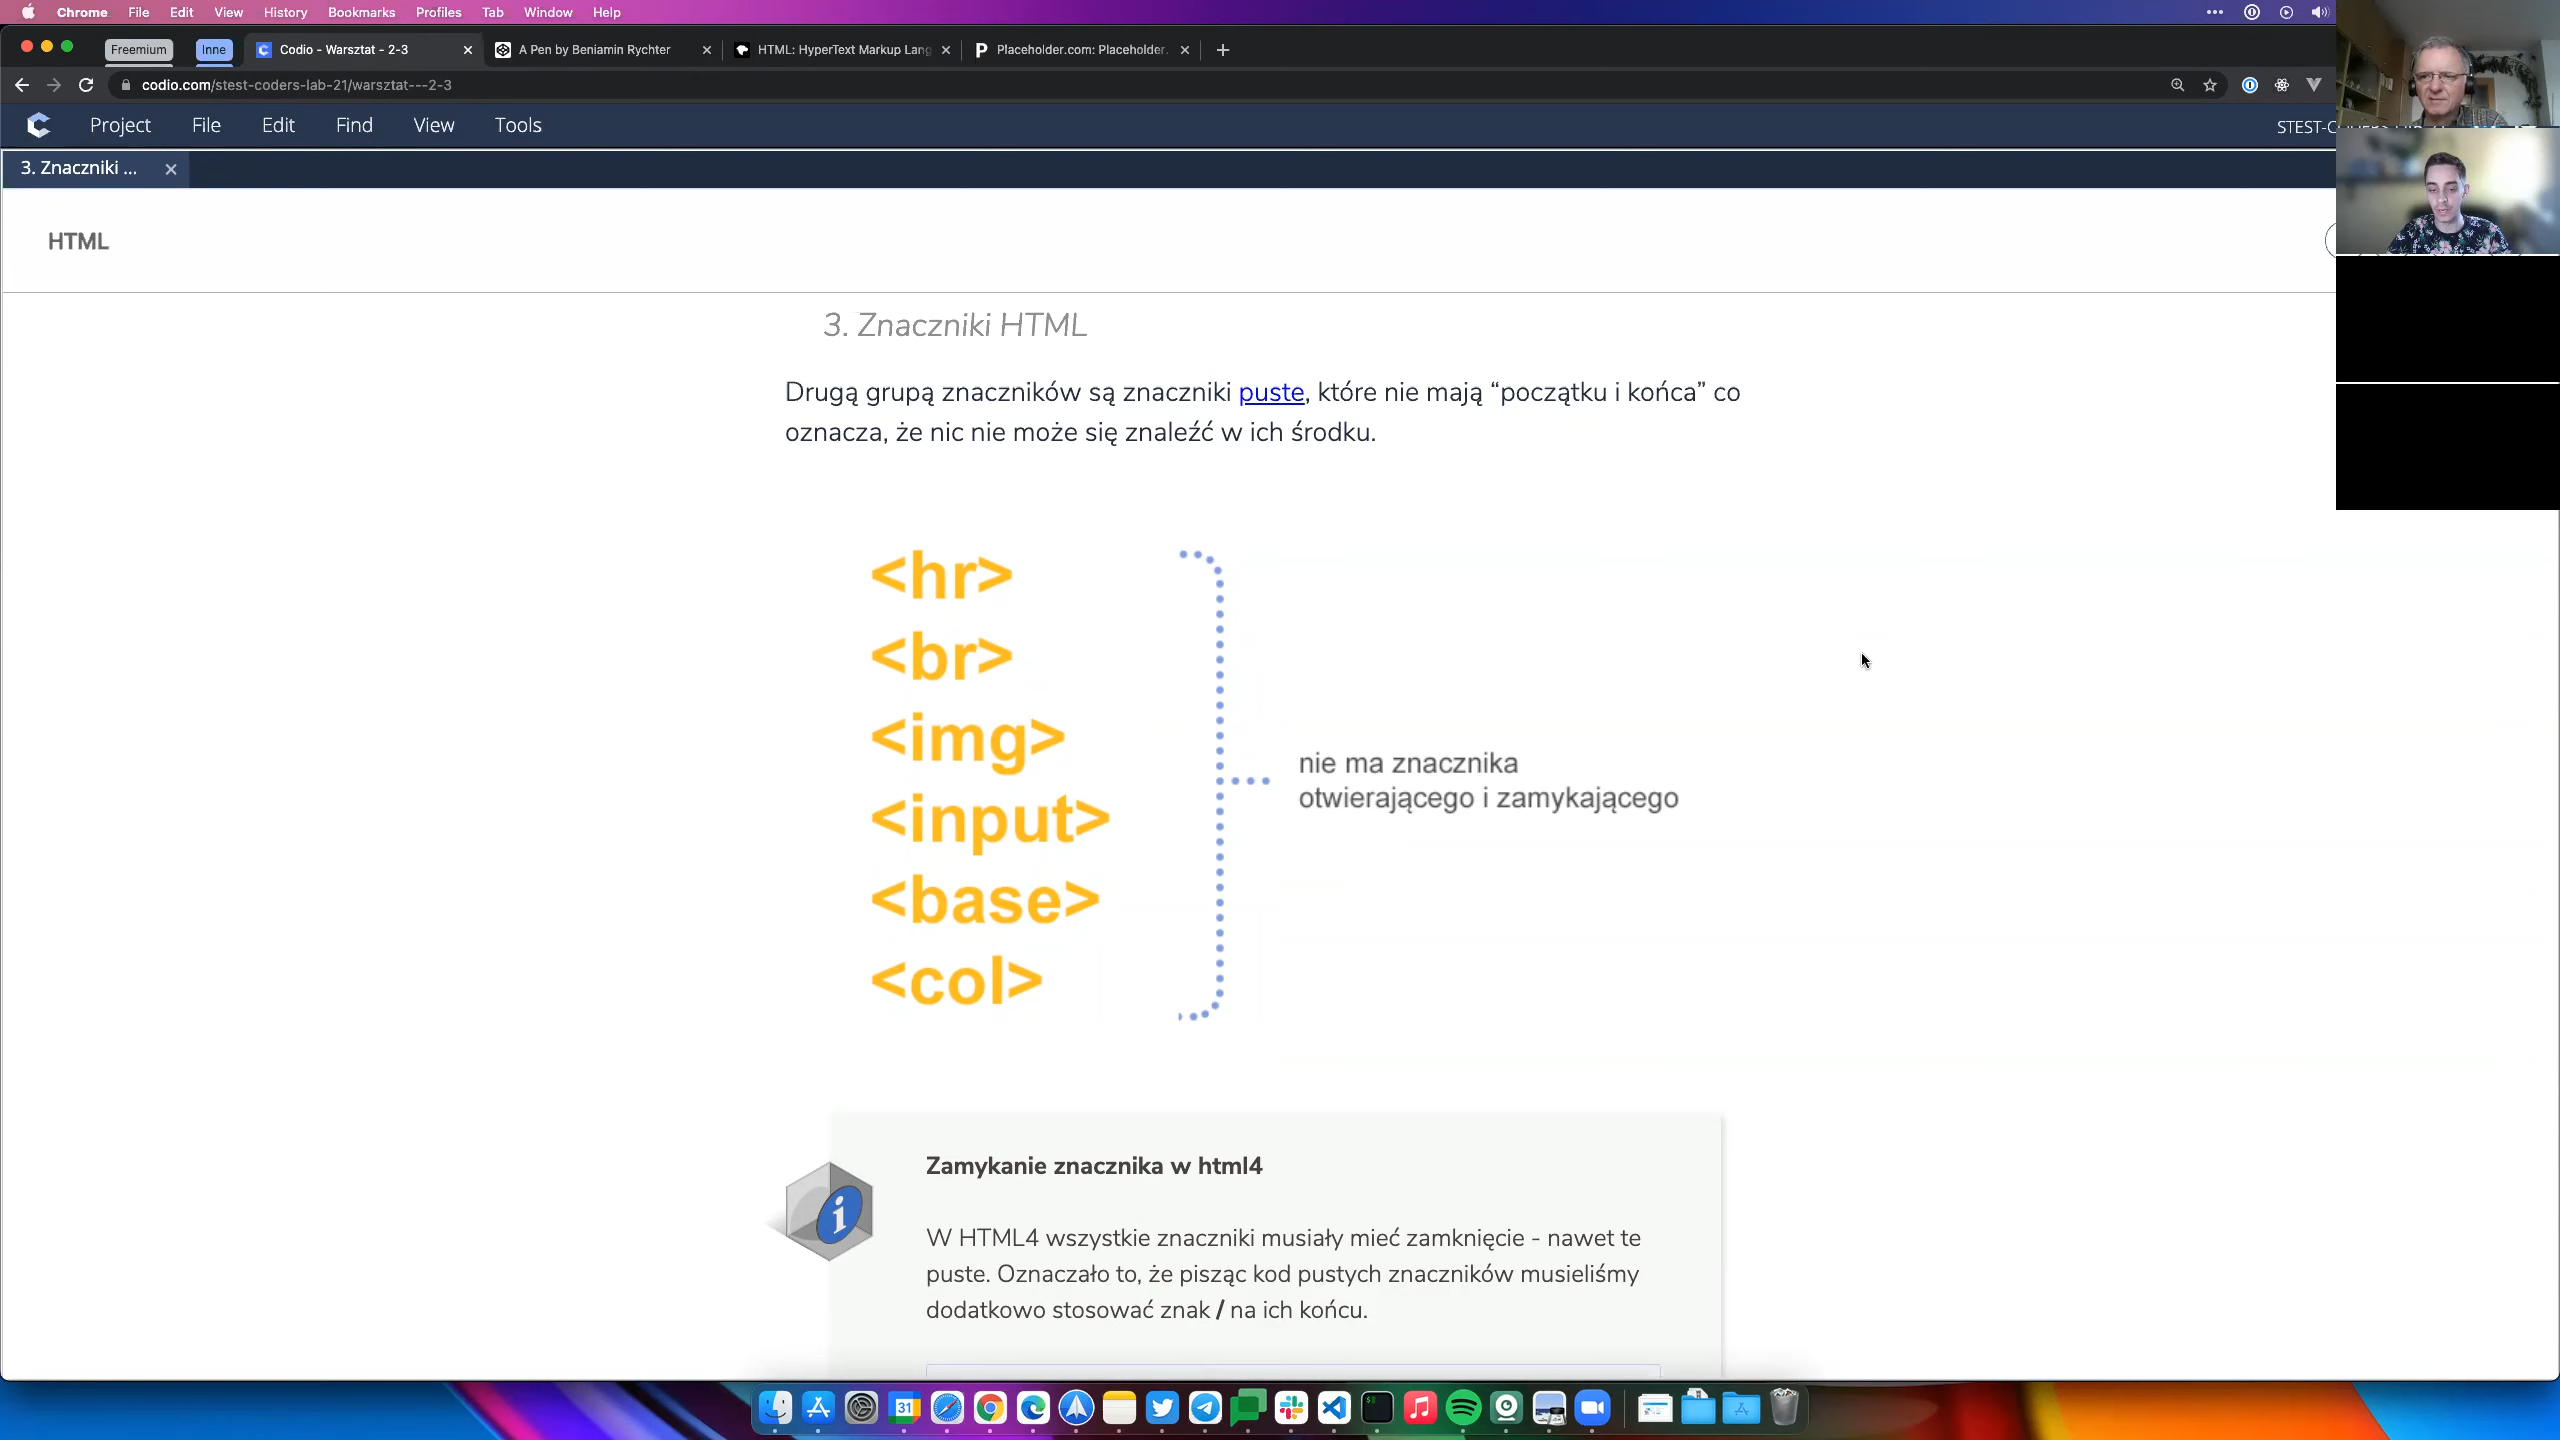 Chrome File Edit View History Bookmarks Profiles Tab Window Help
Freemium Inne Codio - Warsztat - 2-3 A Pen by Beniamin Rychter HTML: HyperText Markup Lang Placeholder.com: Placeholder.
codio.com/stest-coders-lab-21/warsztat---2-3
Project File Edit Find View Tools
3. Znaczniki ...
HTML
3. Znaczniki HTML
Drugą grupą znaczników są znaczniki puste, które nie mają “początku i końca” co
oznacza, że nic nie może się znaleźć w ich środku.
<hr>
<br>
<img>
<input>
<base>
<col>
nie ma znacznika
otwierającego i zamykającego
Zamykanie znacznika w html4
W HTML4 wszystkie znaczniki musiały mieć zamknięcie - nawet te
puste. Oznaczało to, że pisząc kod pustych znaczników musieliśmy
dodatkowo stosować znak / na ich końcu.
31